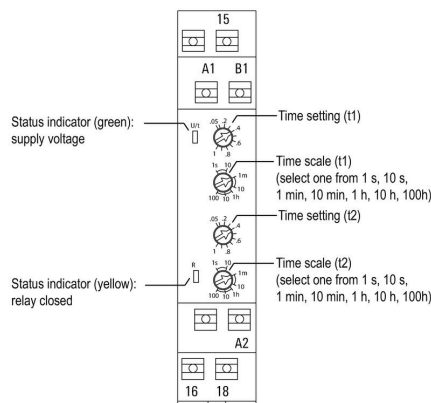 15
A1 B1
Status indicator (green):
supply voltage
U/t
.05 .2 .4 .6 .8 1
Time setting (t1)
1s 10 1m 10 1h 10 100
Time scale (t1)
(select one from 1 s, 10 s,
1 min, 10 min, 1 h, 10 h, 100h)
.05 .2 .4 .6 .8 1
Time setting (t2)
Status indicator (yellow):
relay closed
R
1s 10 1m 10 1h 10 100
Time scale (t2)
(select one from 1 s, 10 s,
1 min, 10 min, 1 h, 10 h, 100h)
A2
16 18